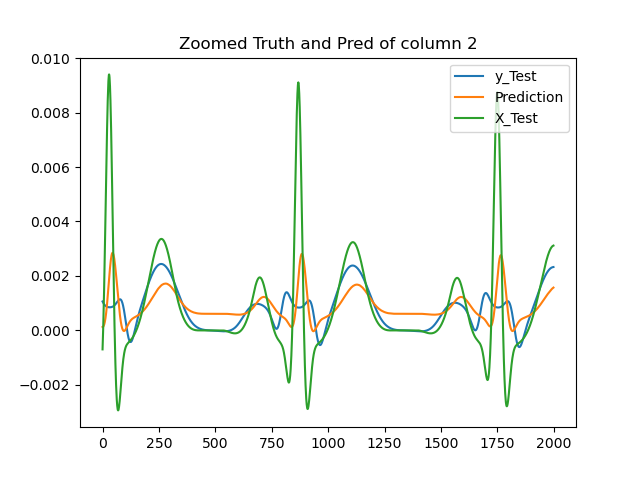 Zoomed Truth and Pred of column 2
y_Test
Prediction
X_Test
0.010
0.008
0.006
0.004
0.002
0.000
−0.002
0 250 500 750 1000 1250 1500 1750 2000